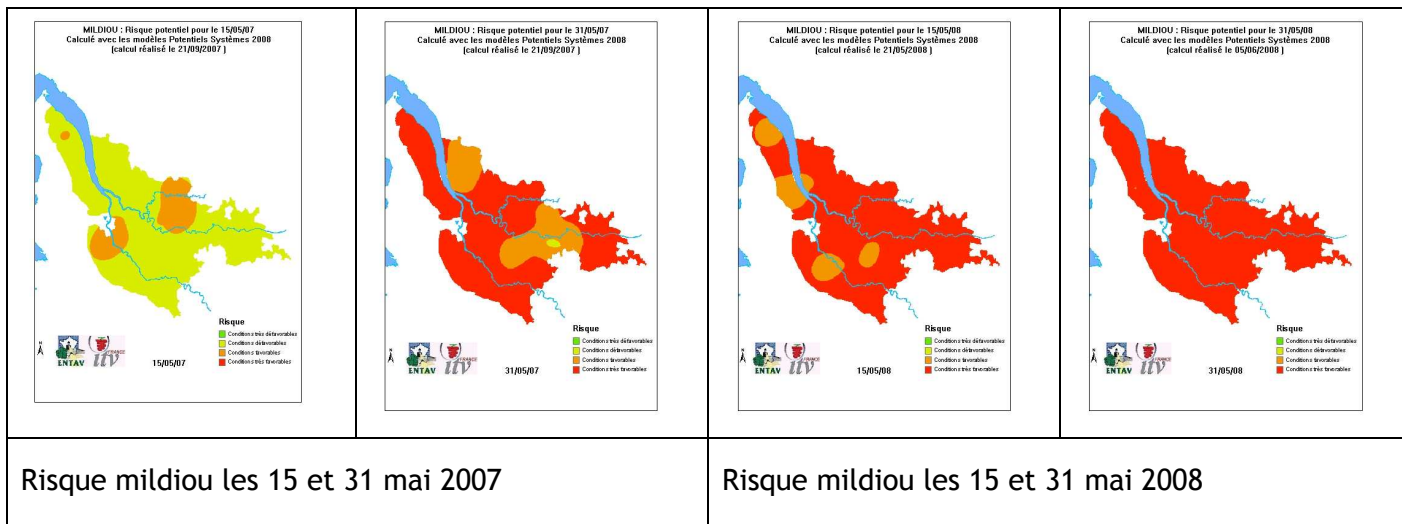 MILDIOU : Risque potentiel pour le 15/05/07
Calculé avec les modèles Potentiels Systèmes 2008
(calcul réalisé le 21/09/2007 )
Risque
Conditions très défavorables
Conditions défavorables
Conditions favorables
Conditions très favorables
N
ENTAV
itv
FRANCE
15/05/07
MILDIOU : Risque potentiel pour le 31/05/07
Calculé avec les modèles Potentiels Systèmes 2008
(calcul réalisé le 21/09/2007 )
Risque
Conditions très défavorables
Conditions défavorables
Conditions favorables
Conditions très favorables
N
ENTAV
itv
FRANCE
31/05/07
MILDIOU : Risque potentiel pour le 15/05/08
Calculé avec les modèles Potentiels Systèmes 2008
(calcul réalisé le 21/05/2008 )
Risque
Conditions très défavorables
Conditions défavorables
Conditions favorables
Conditions très favorables
N
ENTAV
itv
FRANCE
15/05/08
MILDIOU : Risque potentiel pour le 31/05/08
Calculé avec les modèles Potentiels Systèmes 2008
(calcul réalisé le 05/06/2008 )
Risque
Conditions très défavorables
Conditions défavorables
Conditions favorables
Conditions très favorables
N
ENTAV
itv
FRANCE
31/05/08
Risque mildiou les 15 et 31 mai 2007
Risque mildiou les 15 et 31 mai 2008